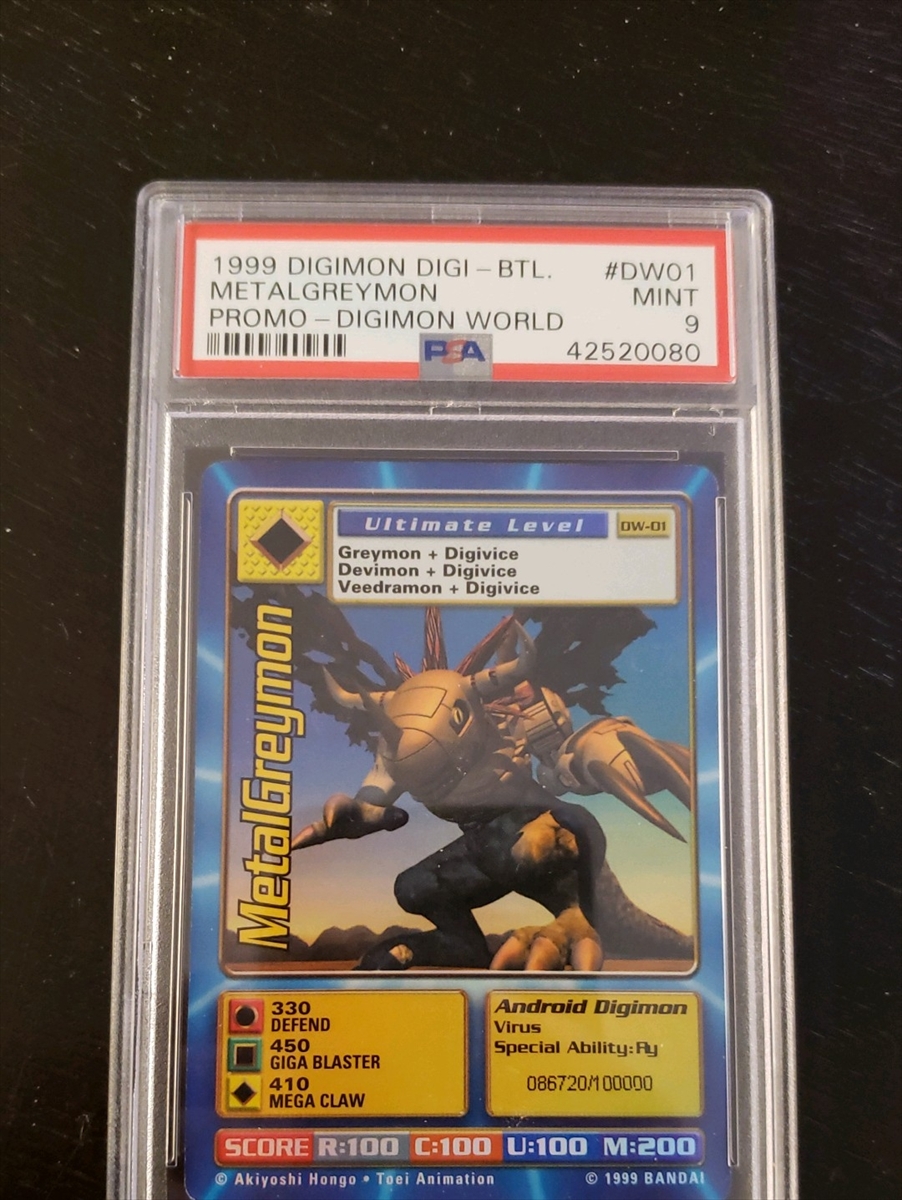 1999 DIGIMON DIGI-BTL. #DW01
METALGREYMON MINT
PROMO-DIGIMON WORLD 9
PSA 42520080
Ultimate Level DW-01
Greymon + Digivice
Devimon + Digivice
Veedramon + Digivice
MetalGreymon
330
DEFEND
450
GIGA BLASTER
410
MEGA CLAW
Android Digimon
Virus
Special Ability:Fly
086720/100000
SCORE R:100 C:100 U:100 M:200
© Akiyoshi Hongo • Toei Animation © 1999 BANDAI